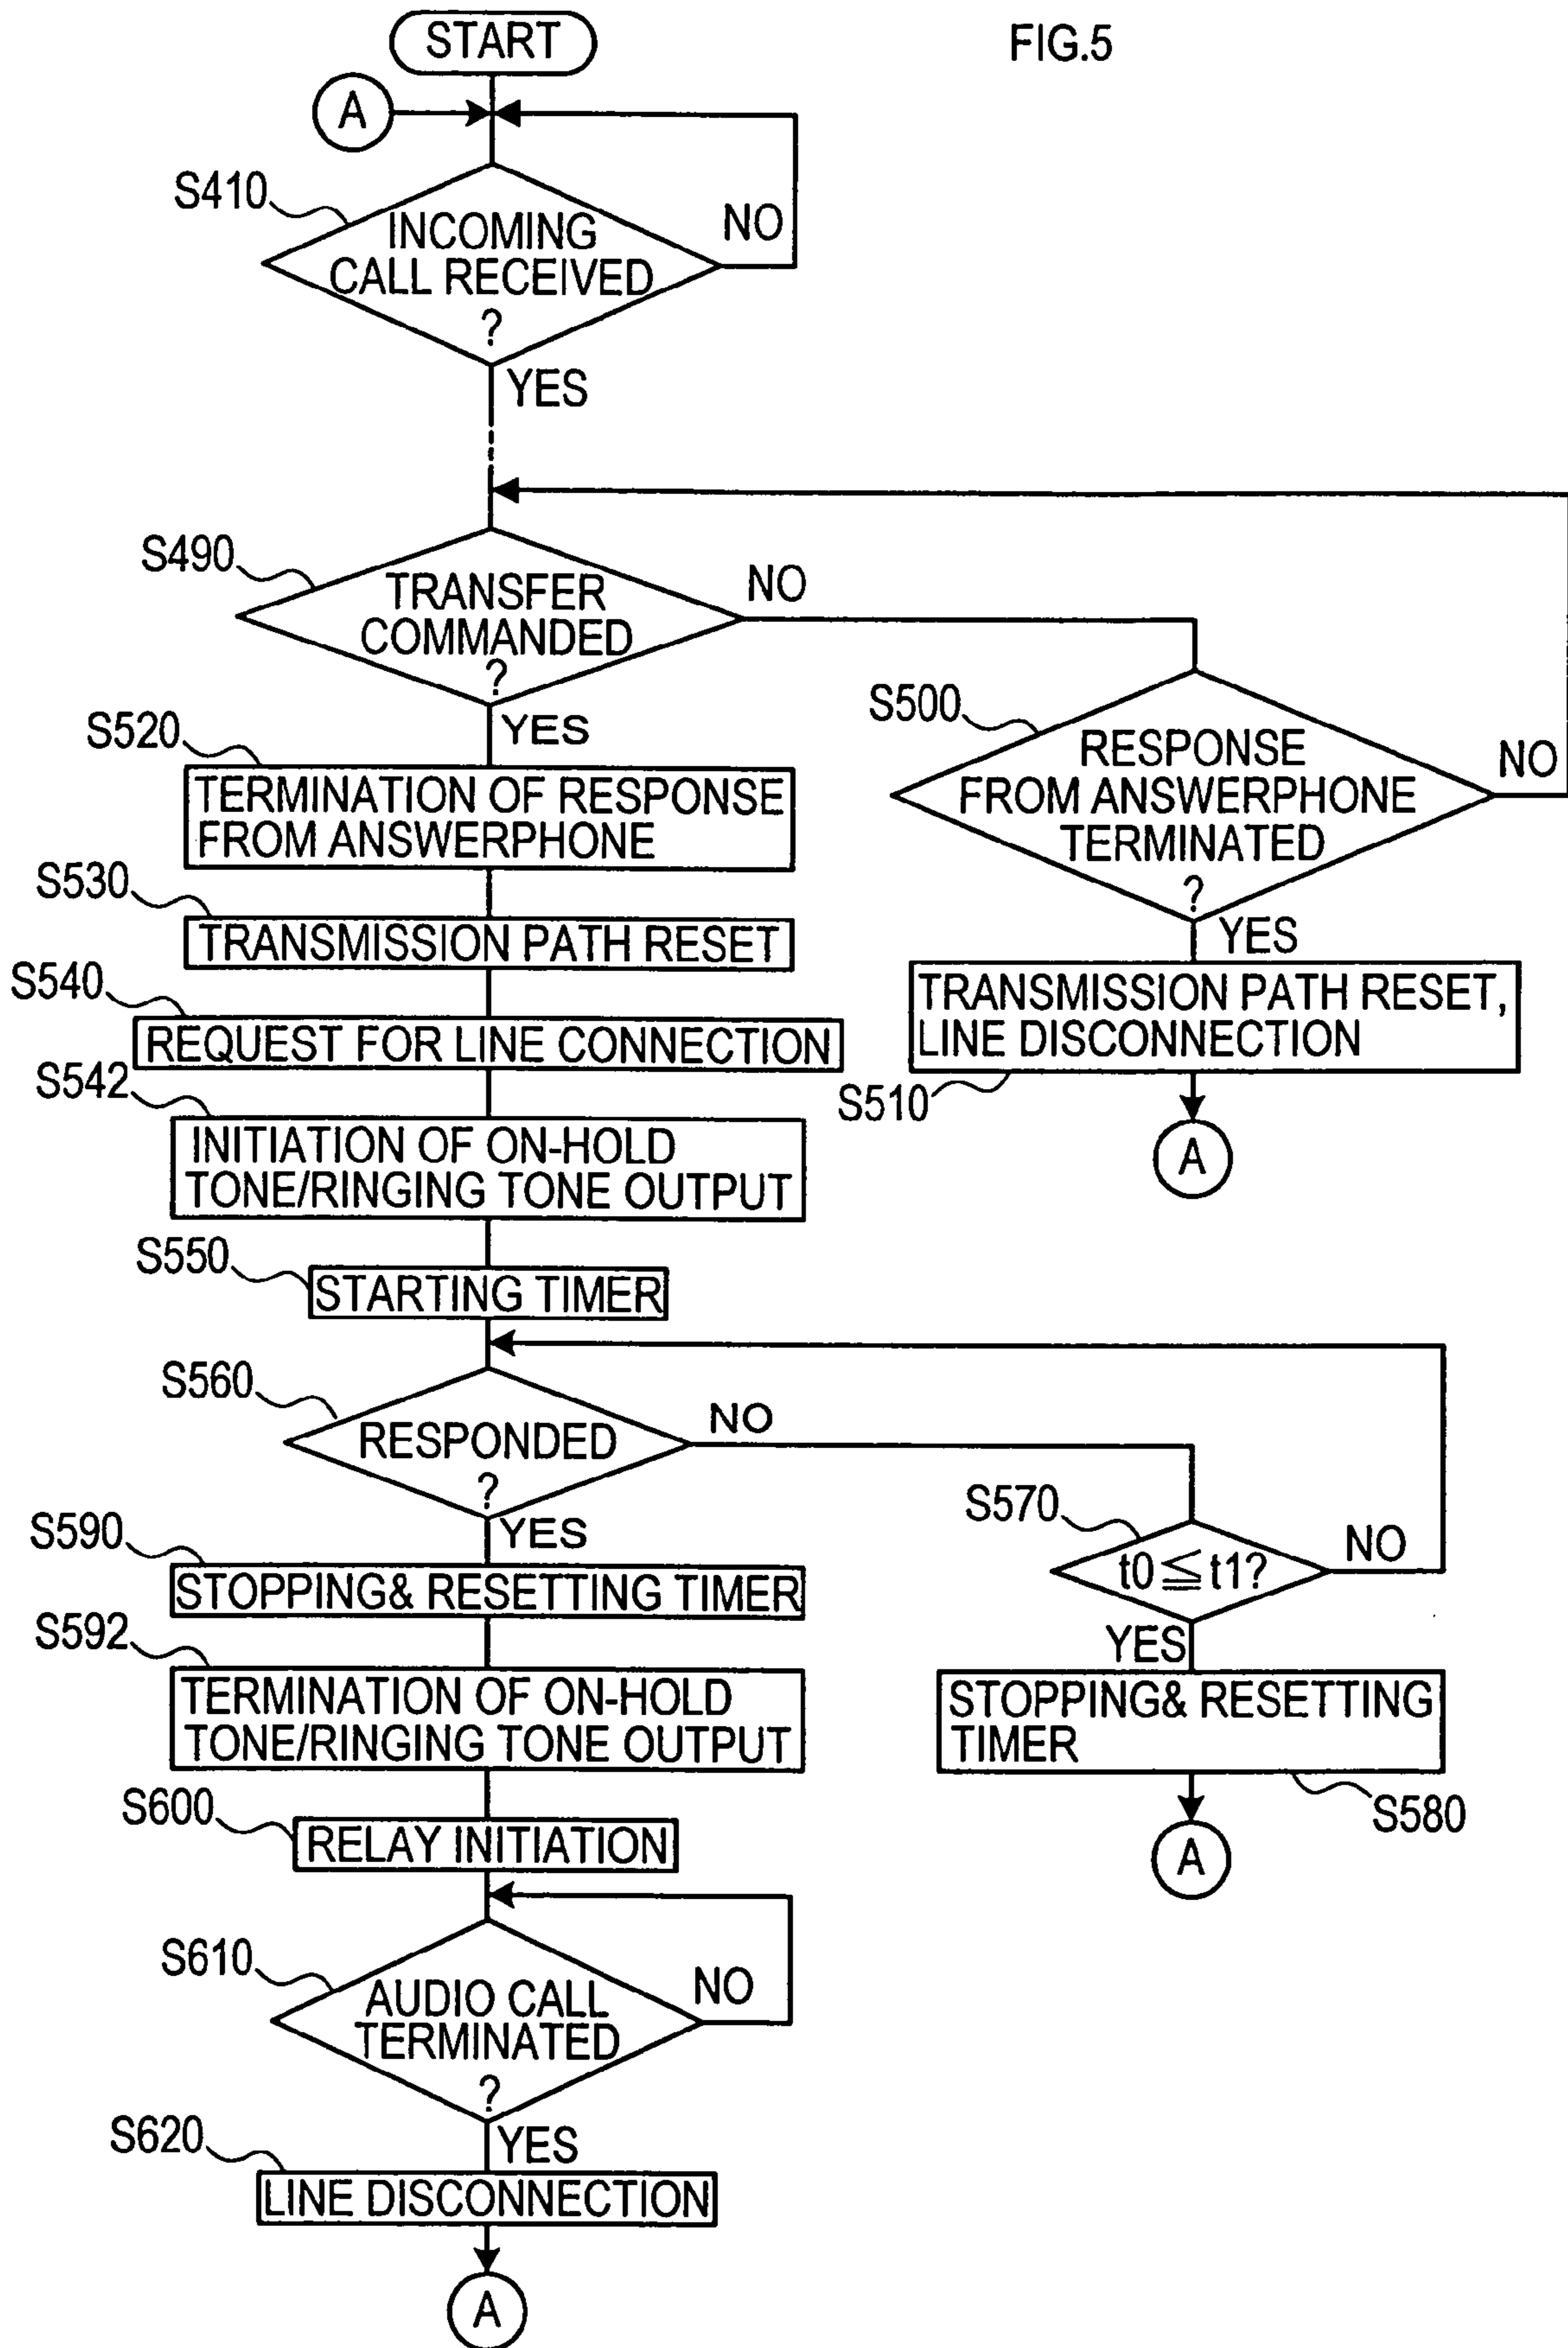 FIG.5
START
A
S410
INCOMING
CALL RECEIVED
?
NO
YES
S490
TRANSFER
COMMANDED
?
NO
YES
S500
RESPONSE
FROM ANSWERPHONE
TERMINATED
?
NO
YES
TRANSMISSION PATH RESET,
LINE DISCONNECTION
S510
A
S520
TERMINATION OF RESPONSE
FROM ANSWERPHONE
S530
TRANSMISSION PATH RESET
S540
REQUEST FOR LINE CONNECTION
S542
INITIATION OF ON-HOLD
TONE/RINGING TONE OUTPUT
S550
STARTING TIMER
S560
RESPONDED
?
NO
YES
S570
t0≦t1?
NO
YES
STOPPING& RESETTING
TIMER
S580
A
S590
STOPPING& RESETTING TIMER
S592
TERMINATION OF ON-HOLD
TONE/RINGING TONE OUTPUT
S600
RELAY INITIATION
S610
AUDIO CALL
TERMINATED
?
NO
YES
S620
LINE DISCONNECTION
A